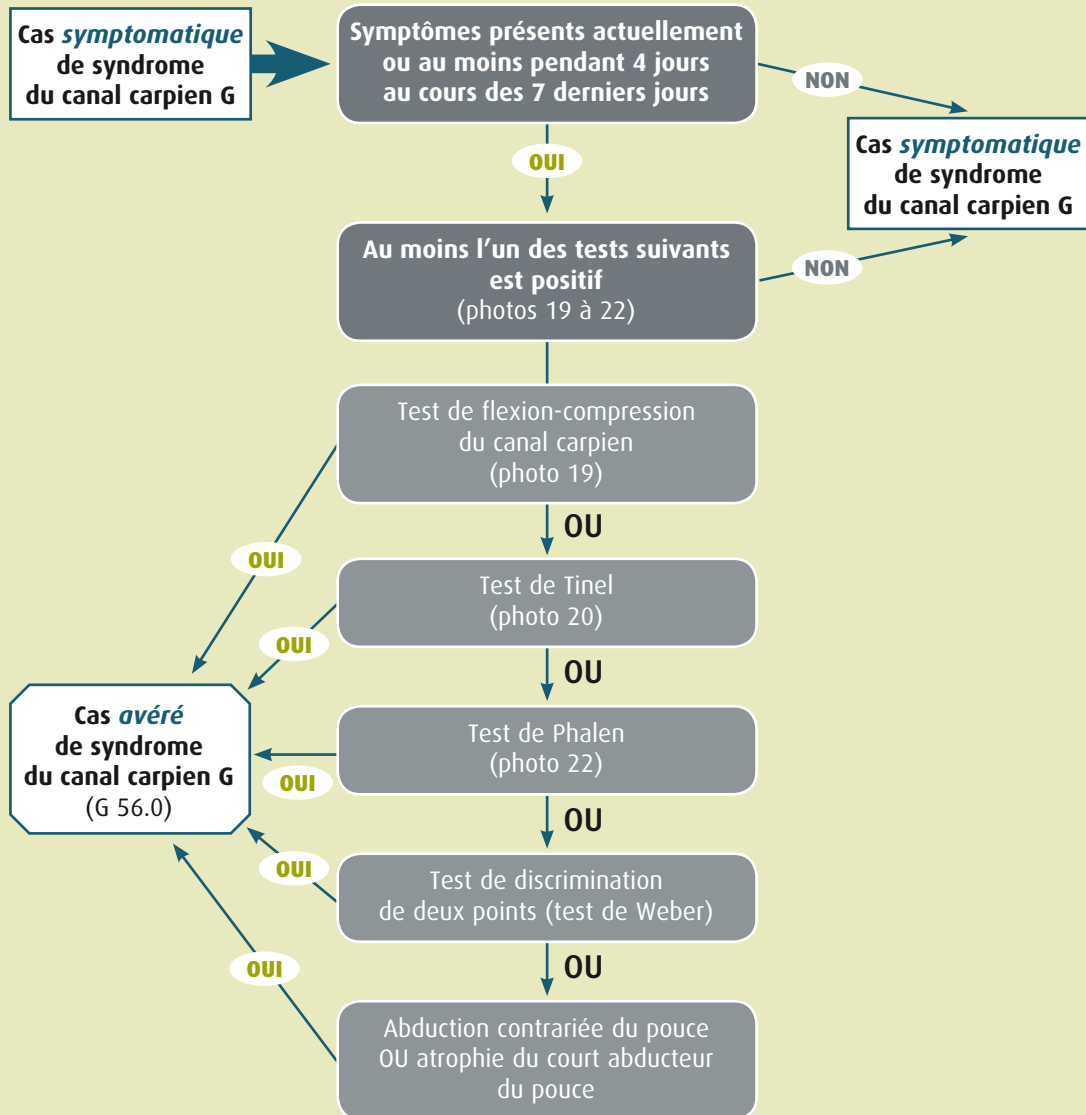 Cas symptomatique
de syndrome
du canal carpien G
Symptômes présents actuellement
ou au moins pendant 4 jours
au cours des 7 derniers jours
NON
Cas symptomatique
de syndrome
du canal carpien G
OUI
Au moins l'un des tests suivants
est positif
(photos 19 à 22)
NON
Test de flexion-compression
du canal carpien
(photo 19)
OU
OUI
Test de Tinel
(photo 20)
OUI
OU
Cas avéré
de syndrome
du canal carpien G
(G 56.0)
Test de Phalen
(photo 22)
OUI
OU
Test de discrimination
de deux points (test de Weber)
OUI
OU
OUI
Abduction contrariée du pouce
OU atrophie du court abducteur
du pouce